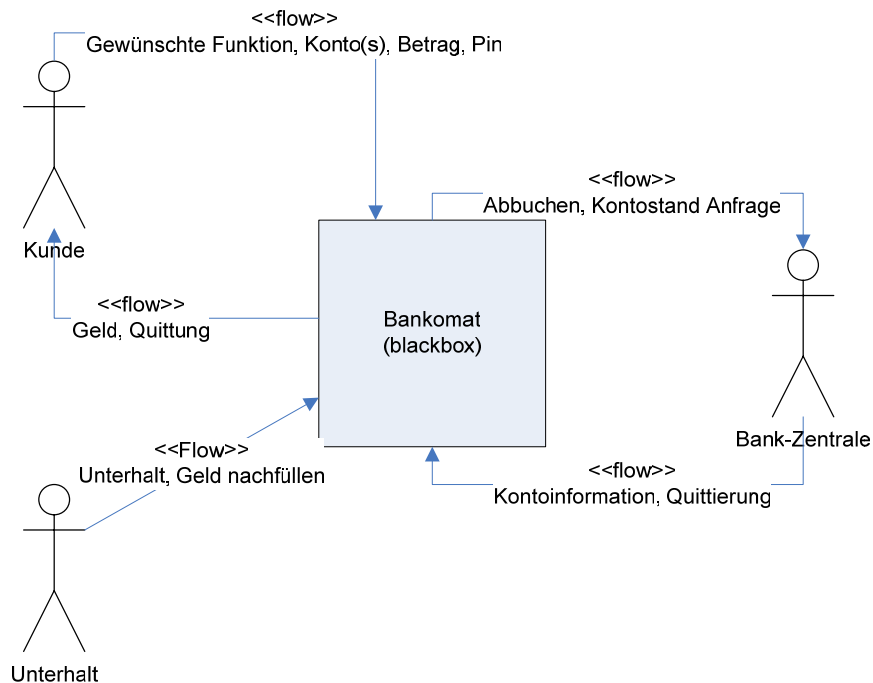 <<flow>>
Gewünschte Funktion, Konto(s), Betrag, Pin
Kunde
<<flow>>
Abbuchen, Kontostand Anfrage
<<flow>>
Geld, Quittung
Bankomat
(blackbox)
Bank-Zentrale
<<Flow>>
Unterhalt, Geld nachfüllen
<<flow>>
Kontoinformation, Quittierung
Unterhalt